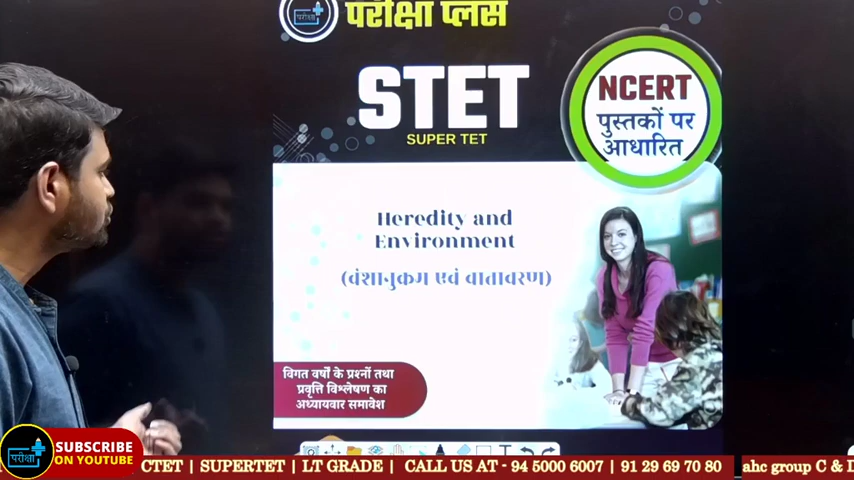 परीक्षा
परीक्षा प्लस
STET
SUPER TET
NCERT
पुस्तकों पर
आधारित
Heredity and
Environment
(वंशानुक्रम एवं वातावरण)
विगत वर्षों के प्रश्नों तथा
प्रवृत्ति विश्लेषण का
अध्यायवार समावेश
परीक्षा
SUBSCRIBE
ON YOUTUBE
CTET | SUPERTET | LT GRADE | CALL US AT - 94 5000 6007 | 91 29 69 70 80 ahc group C & D